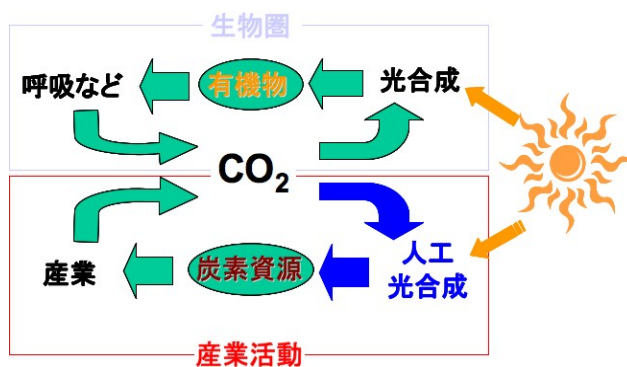 生物圏
呼吸など
有機物
光合成
CO₂
産業
炭素資源
人工
光合成
産業活動